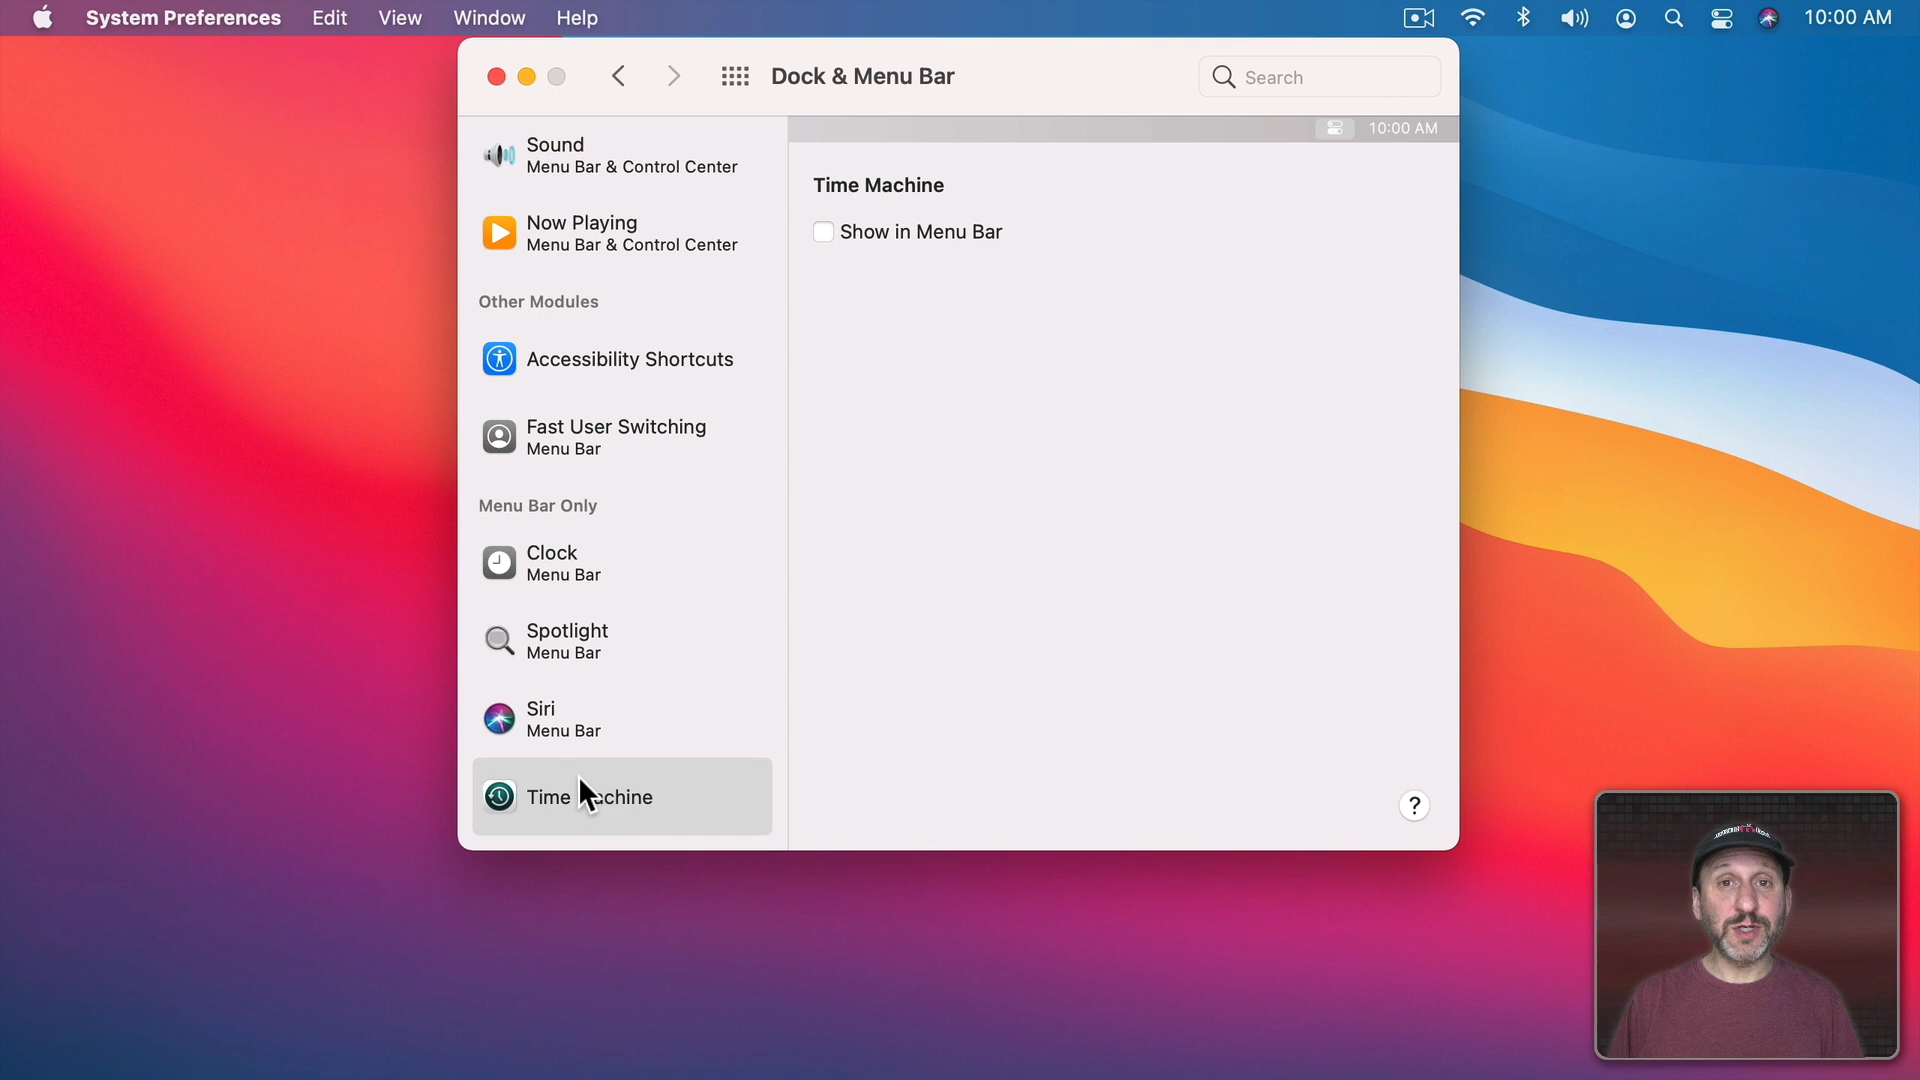 System Preferences Edit View Window Help 10:00 AM
Dock & Menu Bar
Search
10:00 AM
Sound
Menu Bar & Control Center
Now Playing
Menu Bar & Control Center
Other Modules
Accessibility Shortcuts
Fast User Switching
Menu Bar
Menu Bar Only
Clock
Menu Bar
Spotlight
Menu Bar
Siri
Menu Bar
Time Machine
Time Machine
Show in Menu Bar
?